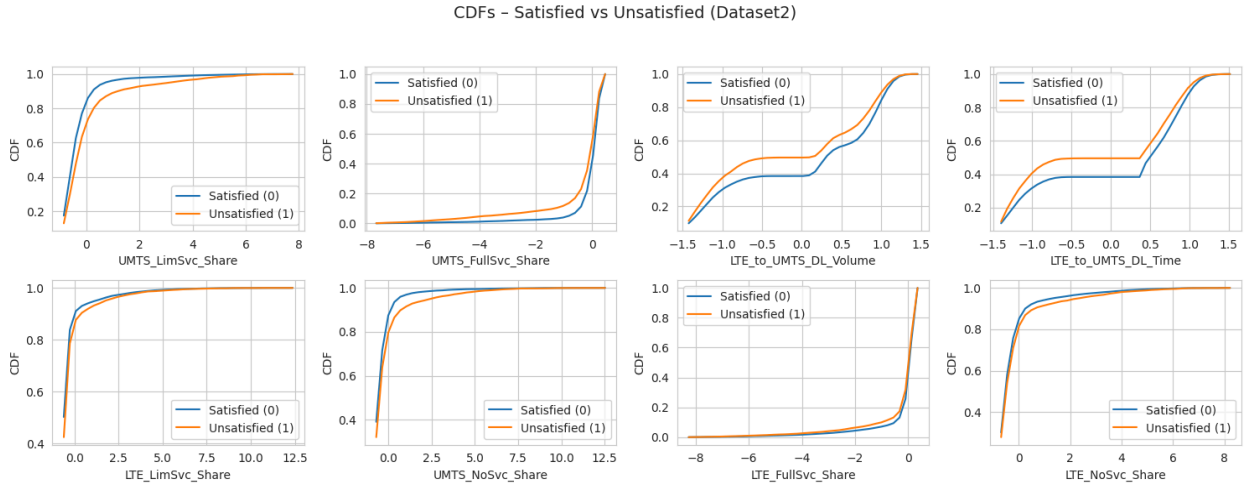 CDFs – Satisfied vs Unsatisfied (Dataset2)
CDF
1.0
0.8
0.6
0.4
0.2
Satisfied (0)
Unsatisfied (1)
0 2 4 6 8
UMTS_LimSvc_Share
CDF
1.0
0.8
0.6
0.4
0.2
0.0
Satisfied (0)
Unsatisfied (1)
−8 −6 −4 −2 0
UMTS_FullSvc_Share
CDF
1.0
0.8
0.6
0.4
0.2
Satisfied (0)
Unsatisfied (1)
−1.5 −1.0 −0.5 0.0 0.5 1.0 1.5
LTE_to_UMTS_DL_Volume
CDF
1.0
0.8
0.6
0.4
0.2
Satisfied (0)
Unsatisfied (1)
−1.5 −1.0 −0.5 0.0 0.5 1.0 1.5
LTE_to_UMTS_DL_Time
CDF
1.0
0.9
0.8
0.7
0.6
0.5
0.4
Satisfied (0)
Unsatisfied (1)
0.0 2.5 5.0 7.5 10.0 12.5
LTE_LimSvc_Share
CDF
1.0
0.8
0.6
0.4
Satisfied (0)
Unsatisfied (1)
0.0 2.5 5.0 7.5 10.0 12.5
UMTS_NoSvc_Share
CDF
1.0
0.8
0.6
0.4
0.2
0.0
Satisfied (0)
Unsatisfied (1)
−8 −6 −4 −2 0
LTE_FullSvc_Share
CDF
1.0
0.8
0.6
0.4
Satisfied (0)
Unsatisfied (1)
0 2 4 6 8
LTE_NoSvc_Share